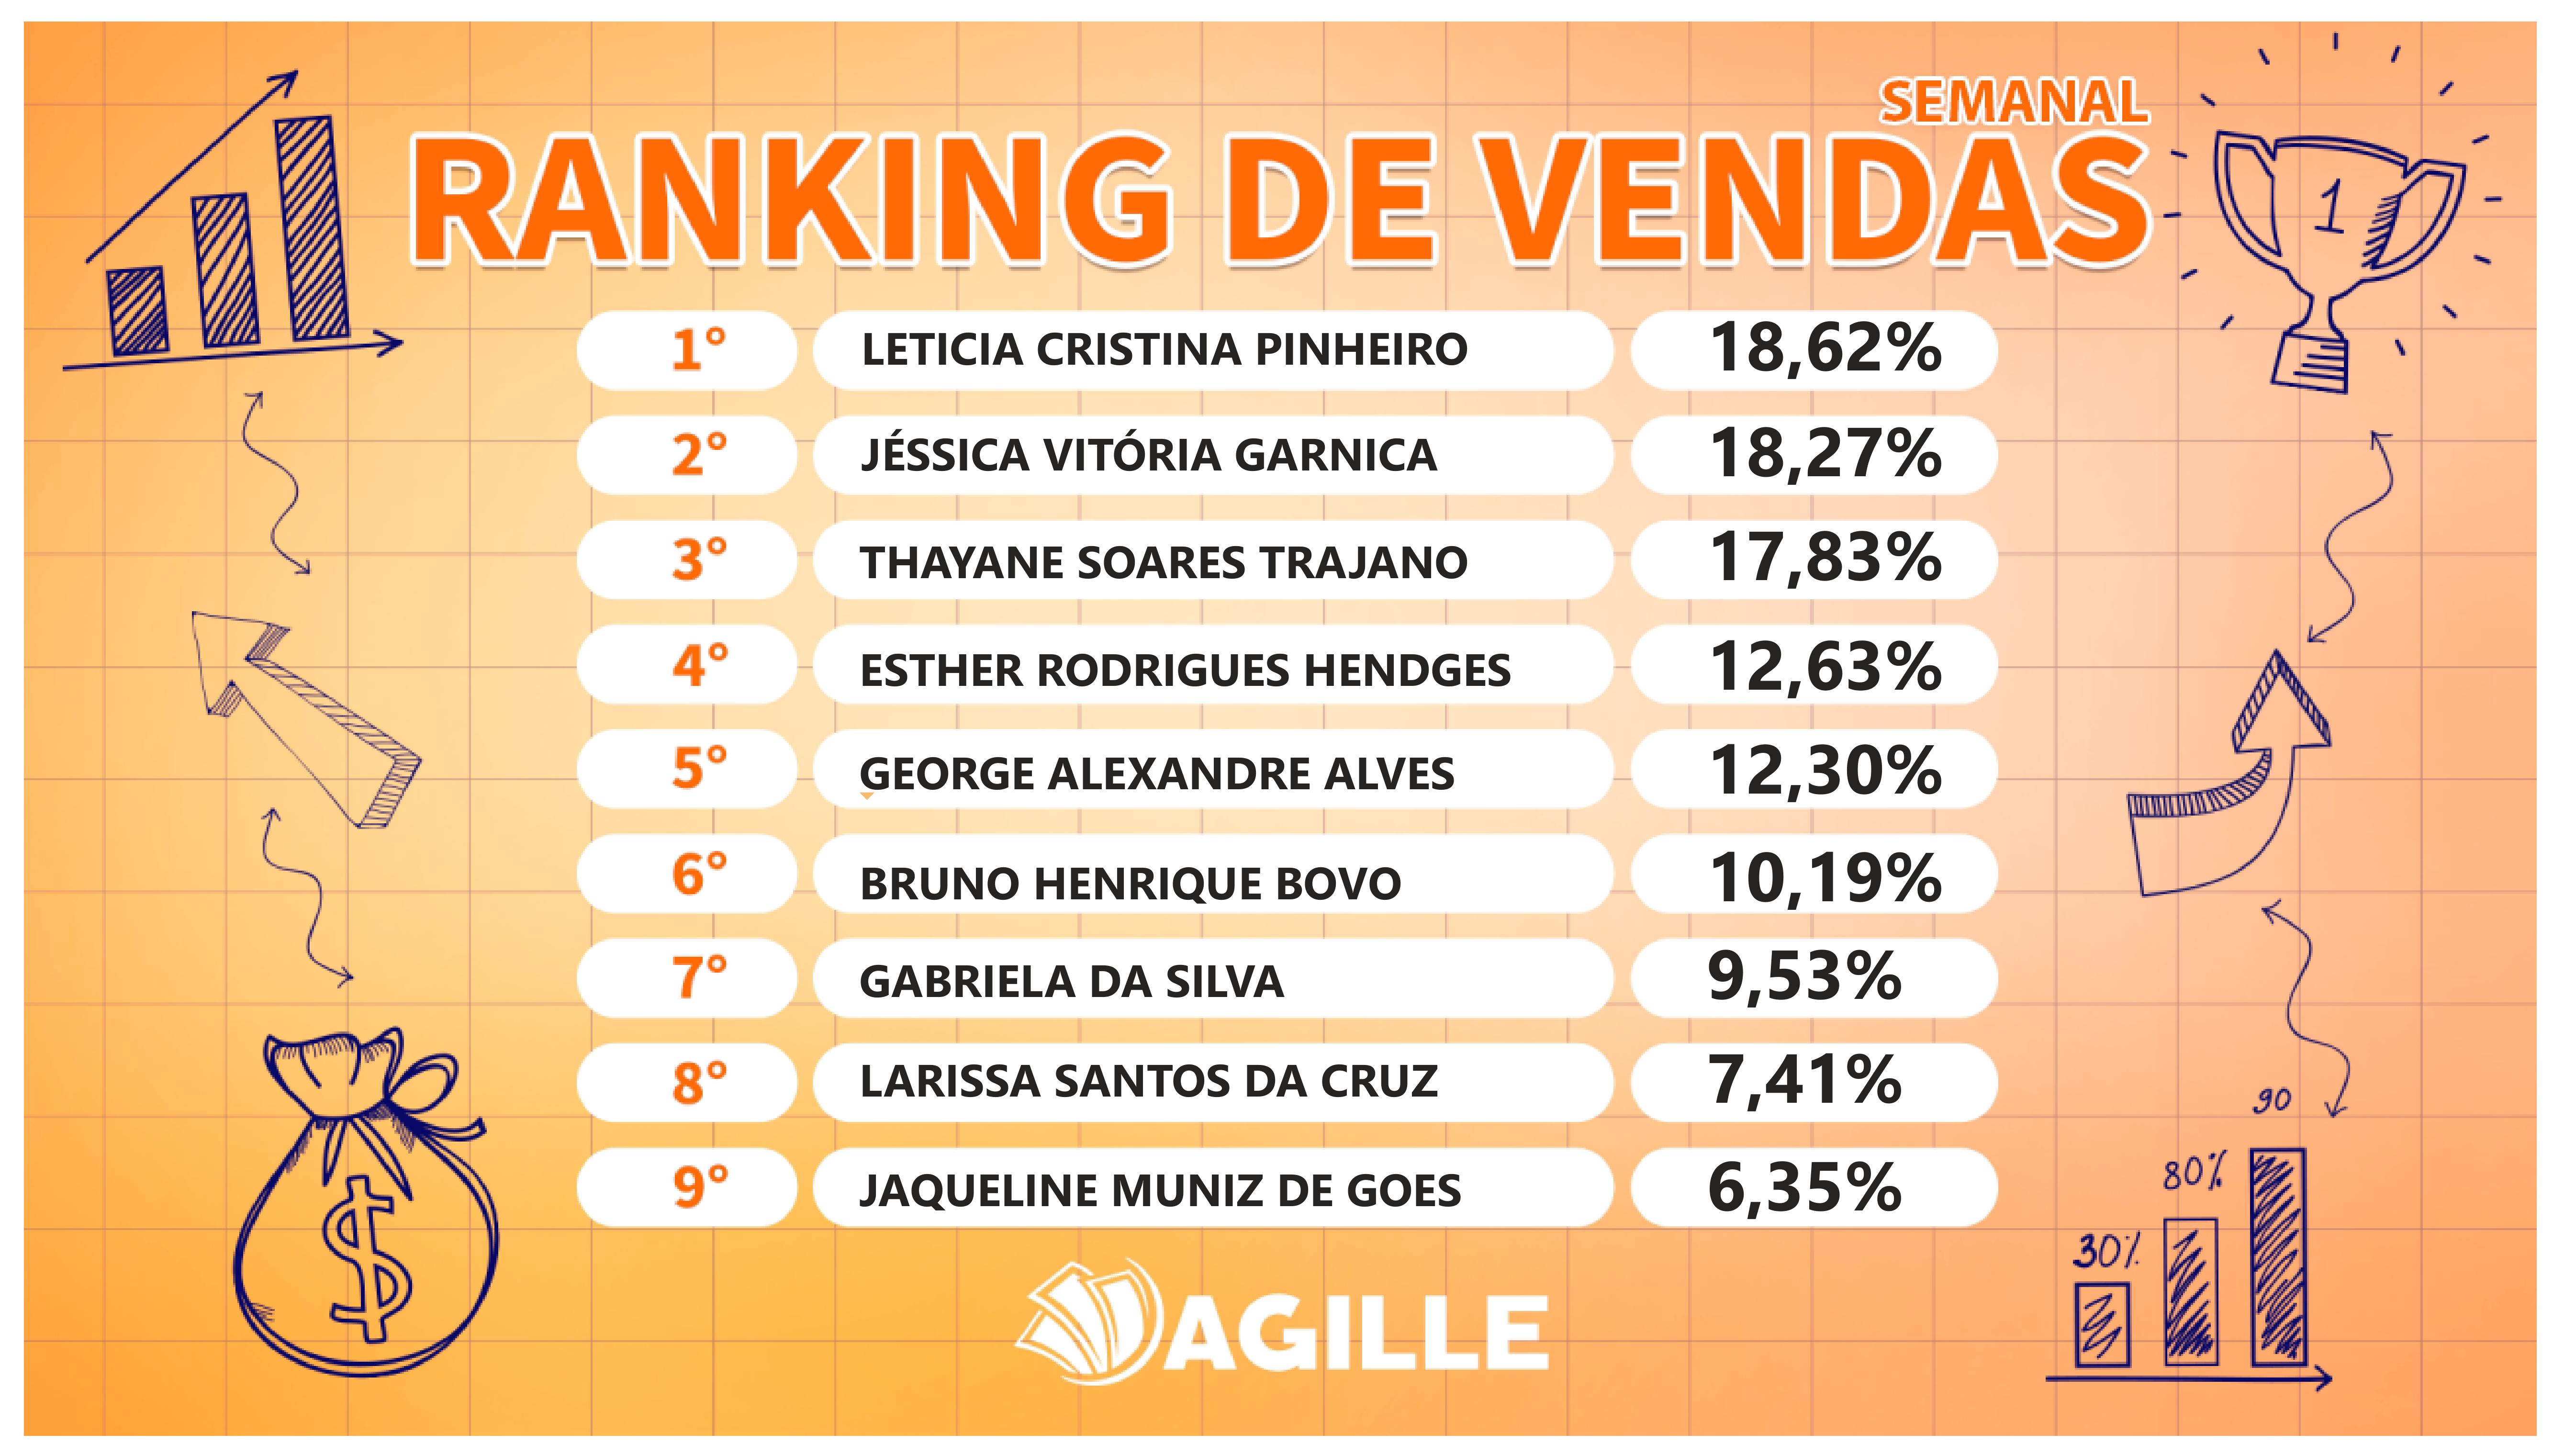 SEMANAL
RANKING DE VENDAS
1° LETICIA CRISTINA PINHEIRO 18,62%
2° JÉSSICA VITÓRIA GARNICA 18,27%
3° THAYANE SOARES TRAJANO 17,83%
4° ESTHER RODRIGUES HENDGES 12,63%
5° GEORGE ALEXANDRE ALVES 12,30%
6° BRUNO HENRIQUE BOVO 10,19%
7° GABRIELA DA SILVA 9,53%
8° LARISSA SANTOS DA CRUZ 7,41%
9° JAQUELINE MUNIZ DE GOES 6,35%
AGILLE
1
$
90
80%
30%